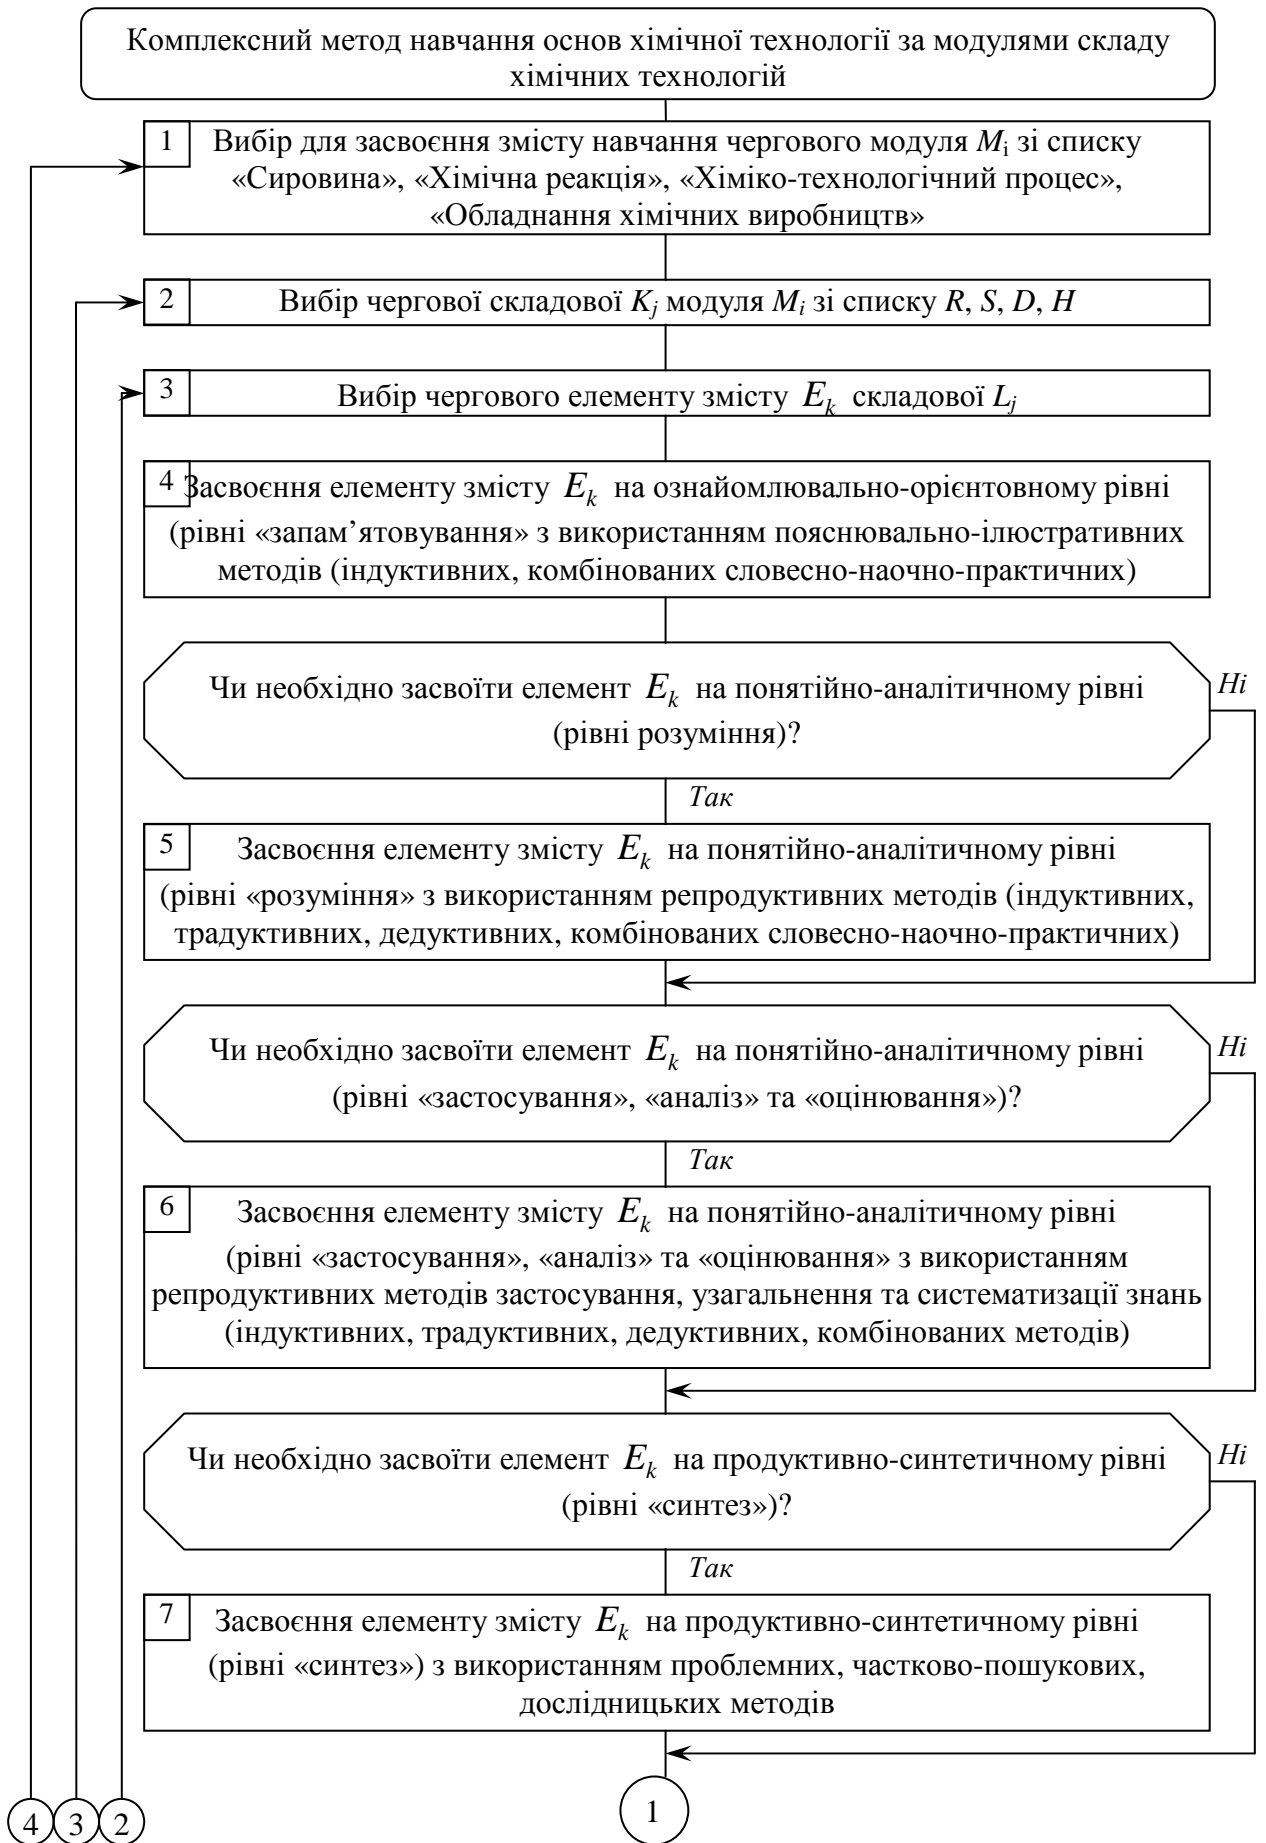 Комплексний метод навчання основ хімічної технології за модулями складу
хімічних технологій
1
Вибір для засвоєння змісту навчання чергового модуля Mi зі списку
«Сировина», «Хімічна реакція», «Хіміко-технологічний процес»,
«Обладнання хімічних виробництв»
2
Вибір чергової складової Kj модуля Mi зі списку R, S, D, H
3
Вибір чергового елементу змісту Ek складової Lj
4
Засвоєння елементу змісту Ek на ознайомлювально-орієнтовному рівні
(рівні «запам’ятовування» з використанням пояснювально-ілюстративних
методів (індуктивних, комбінованих словесно-наочно-практичних)
Чи необхідно засвоїти елемент Ek на понятійно-аналітичному рівні
(рівні розуміння)?
Ні
Так
5
Засвоєння елементу змісту Ek на понятійно-аналітичному рівні
(рівні «розуміння» з використанням репродуктивних методів (індуктивних,
традуктивних, дедуктивних, комбінованих словесно-наочно-практичних)
Чи необхідно засвоїти елемент Ek на понятійно-аналітичному рівні
(рівні «застосування», «аналіз» та «оцінювання»)?
Ні
Так
6
Засвоєння елементу змісту Ek на понятійно-аналітичному рівні
(рівні «застосування», «аналіз» та «оцінювання» з використанням
репродуктивних методів застосування, узагальнення та систематизації знань
(індуктивних, традуктивних, дедуктивних, комбінованих методів)
Чи необхідно засвоїти елемент Ek на продуктивно-синтетичному рівні
(рівні «синтез»)?
Ні
Так
7
Засвоєння елементу змісту Ek на продуктивно-синтетичному рівні
(рівні «синтез») з використанням проблемних, частково-пошукових,
дослідницьких методів
4 3 2 1